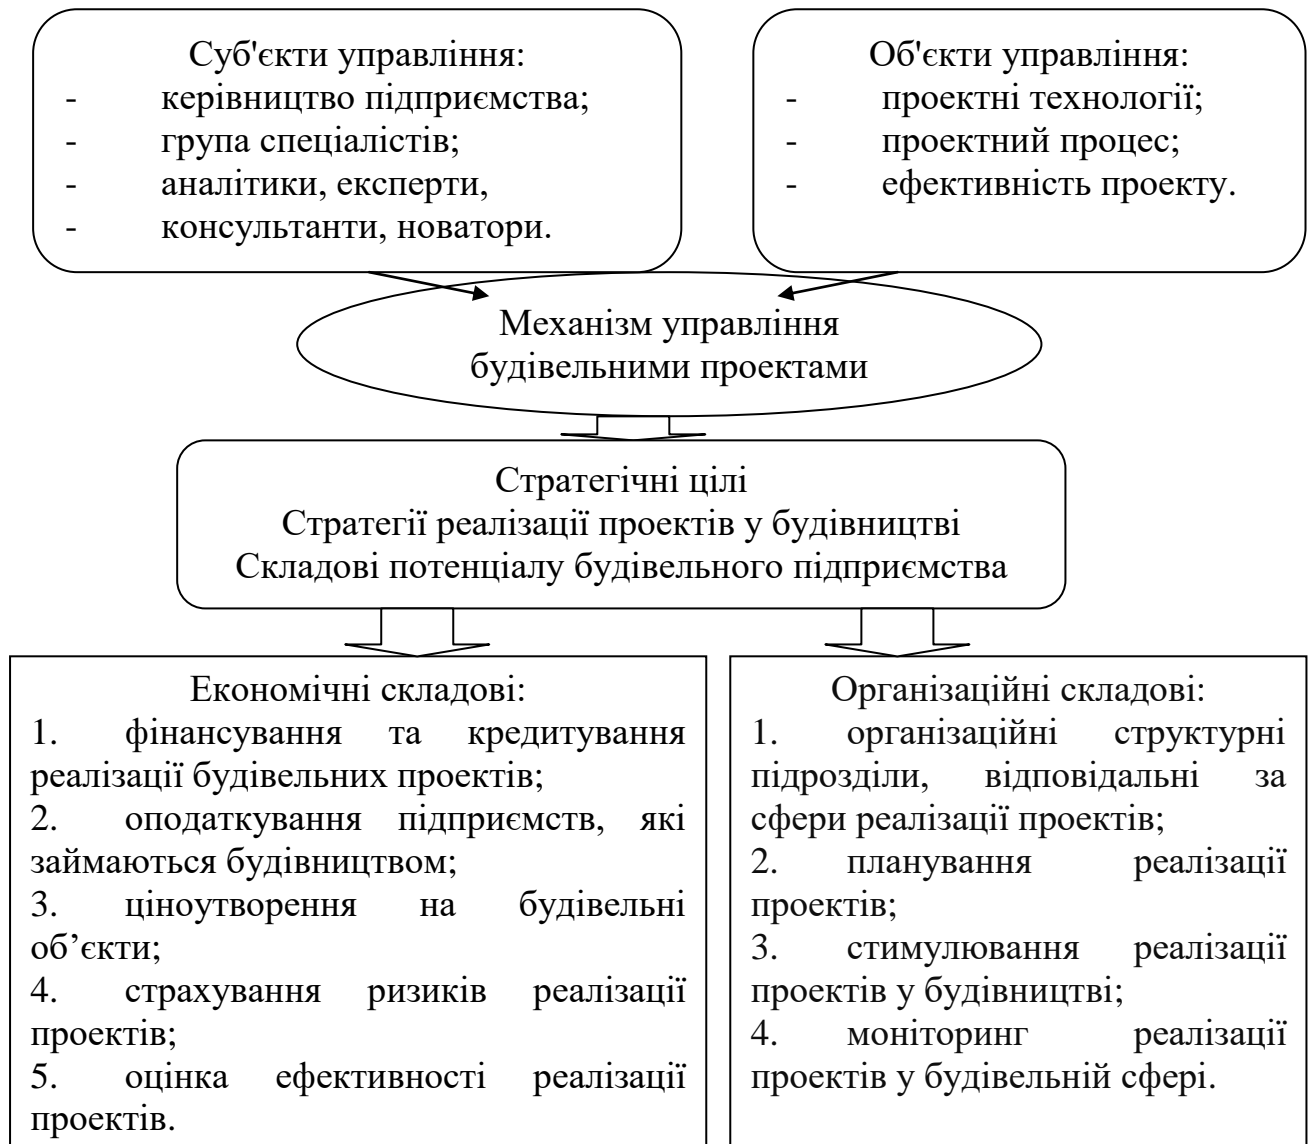 Суб'єкти управління:
- керівництво підприємства;
- група спеціалістів;
- аналітики, експерти,
- консультанти, новатори.
Об'єкти управління:
- проектні технології;
- проектний процес;
- ефективність проекту.
Механізм управління
будівельними проектами
Стратегічні цілі
Стратегії реалізації проектів у будівництві
Складові потенціалу будівельного підприємства
Економічні складові:
1. фінансування та кредитування
реалізації будівельних проектів;
2. оподаткування підприємств, які
займаються будівництвом;
3. ціноутворення на будівельні
об’єкти;
4. страхування ризиків реалізації
проектів;
5. оцінка ефективності реалізації
проектів.
Організаційні складові:
1. організаційні структурні
підрозділи, відповідальні за
сфери реалізації проектів;
2. планування реалізації
проектів;
3. стимулювання реалізації
проектів у будівництві;
4. моніторинг реалізації
проектів у будівельній сфері.